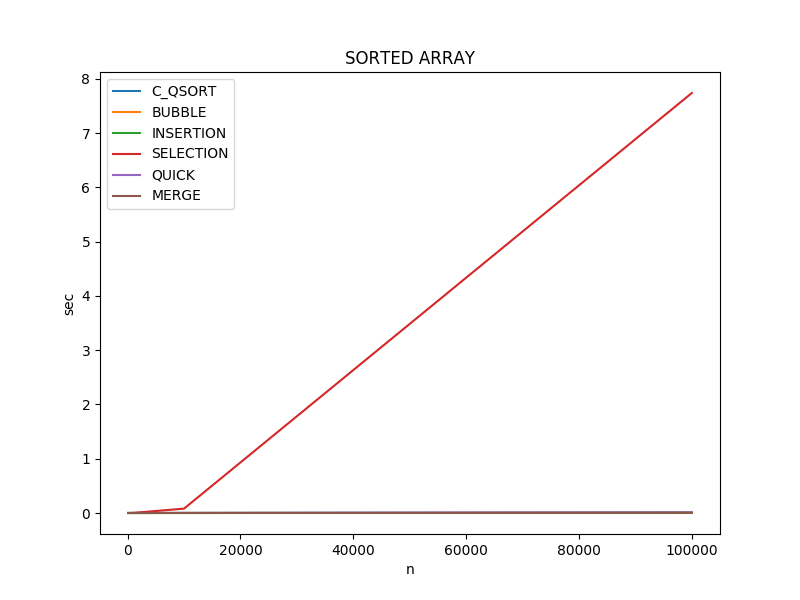 SORTED ARRAY
C_QSORT
BUBBLE
INSERTION
SELECTION
QUICK
MERGE
8
7
6
5
4
3
2
1
0
sec
0 20000 40000 60000 80000 100000
n